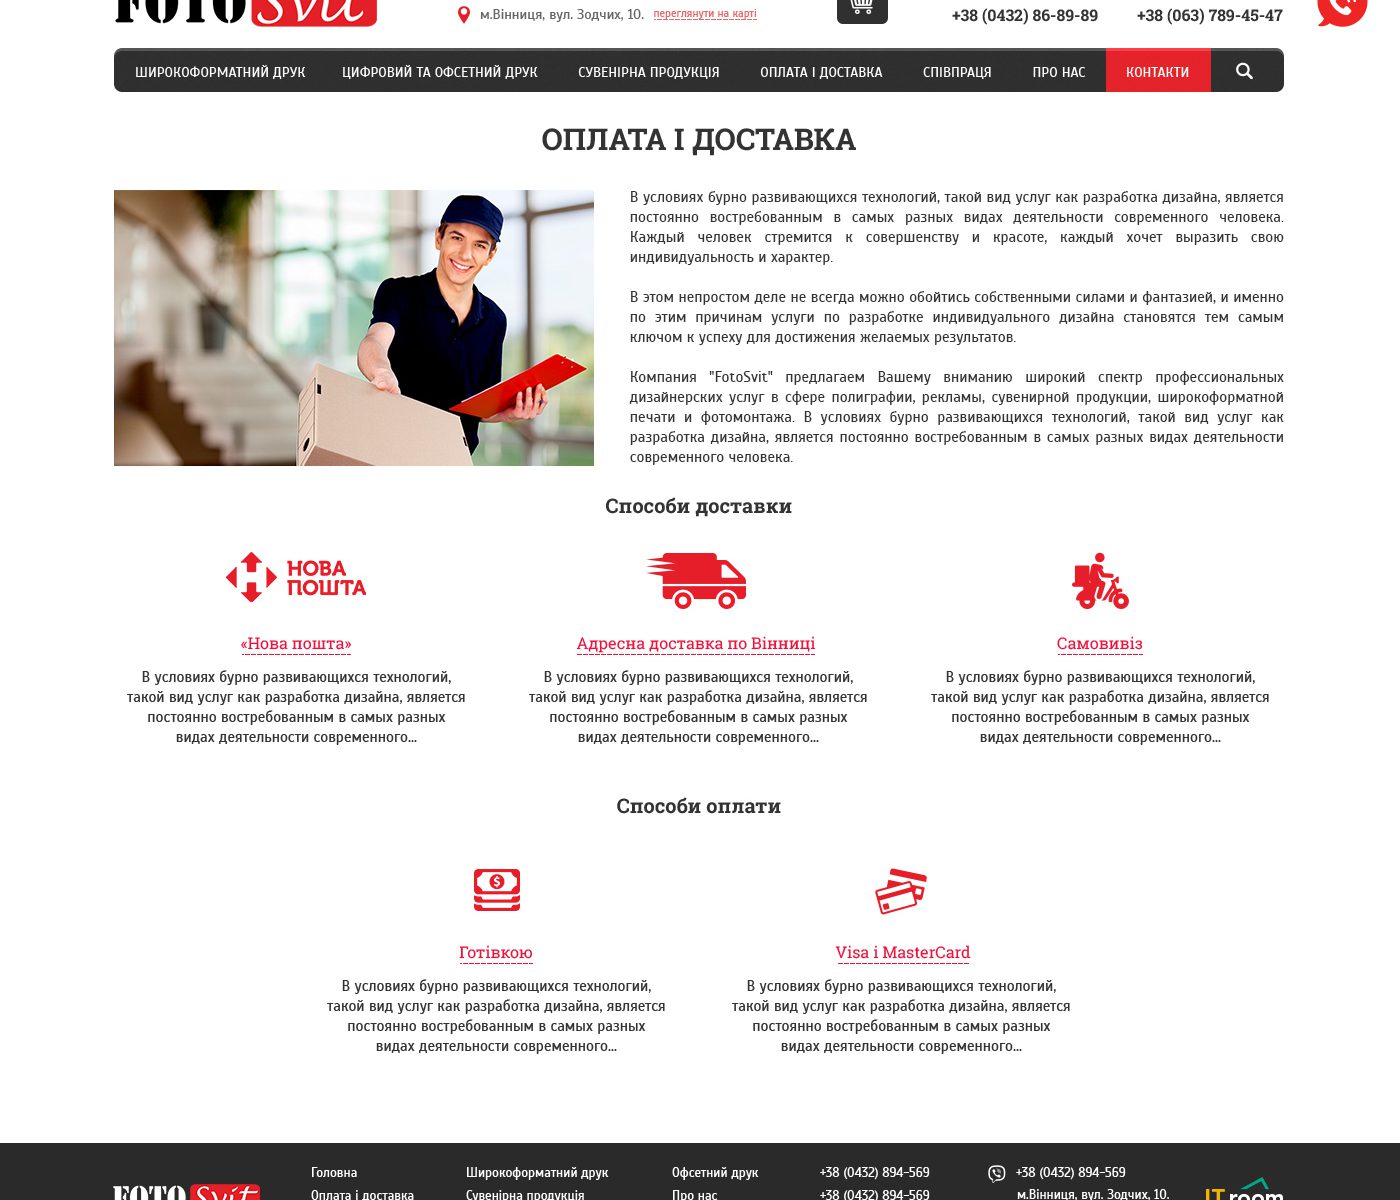 FOTO Svit
м.Вінниця, вул. Зодчих, 10. переглянути на карті
+38 (0432) 86-89-89 +38 (063) 789-45-47
ШИРОКОФОРМАТНИЙ ДРУК ЦИФРОВИЙ ТА ОФСЕТНИЙ ДРУК СУВЕНІРНА ПРОДУКЦІЯ ОПЛАТА І ДОСТАВКА СПІВПРАЦЯ ПРО НАС КОНТАКТИ
ОПЛАТА І ДОСТАВКА
В условиях бурно развивающихся технологий, такой вид услуг как разработка дизайна, является
постоянно востребованным в самых разных видах деятельности современного человека.
Каждый человек стремится к совершенству и красоте, каждый хочет выразить свою
индивидуальность и характер.
В этом непростом деле не всегда можно обойтись собственными силами и фантазией, и именно
по этим причинам услуги по разработке индивидуального дизайна становятся тем самым
ключом к успеху для достижения желаемых результатов.
Компания "FotoSvit" предлагаем Вашему вниманию широкий спектр профессиональных
дизайнерских услуг в сфере полиграфии, рекламы, сувенирной продукции, широкоформатной
печати и фотомонтажа. В условиях бурно развивающихся технологий, такой вид услуг как
разработка дизайна, является постоянно востребованным в самых разных видах деятельности
современного человека.
Способи доставки
НОВА
ПОШТА
«Нова пошта»
В условиях бурно развивающихся технологий,
такой вид услуг как разработка дизайна, является
постоянно востребованным в самых разных
видах деятельности современного...
Адресна доставка по Вінниці
В условиях бурно развивающихся технологий,
такой вид услуг как разработка дизайна, является
постоянно востребованным в самых разных
видах деятельности современного...
Самовивіз
В условиях бурно развивающихся технологий,
такой вид услуг как разработка дизайна, является
постоянно востребованным в самых разных
видах деятельности современного...
Способи оплати
Готівкою
В условиях бурно развивающихся технологий,
такой вид услуг как разработка дизайна, является
постоянно востребованным в самых разных
видах деятельности современного...
Visa і MasterCard
В условиях бурно развивающихся технологий,
такой вид услуг как разработка дизайна, является
постоянно востребованным в самых разных
видах деятельности современного...
FOTO Svit
Головна Широкоформатний друк Офсетний друк +38 (0432) 894-569 +38 (0432) 894-569
Оплата і доставка Сувенірна продукція Про нас +38 (0432) 894-569 м.Вінниця, вул. Зодчих, 10.
IT room